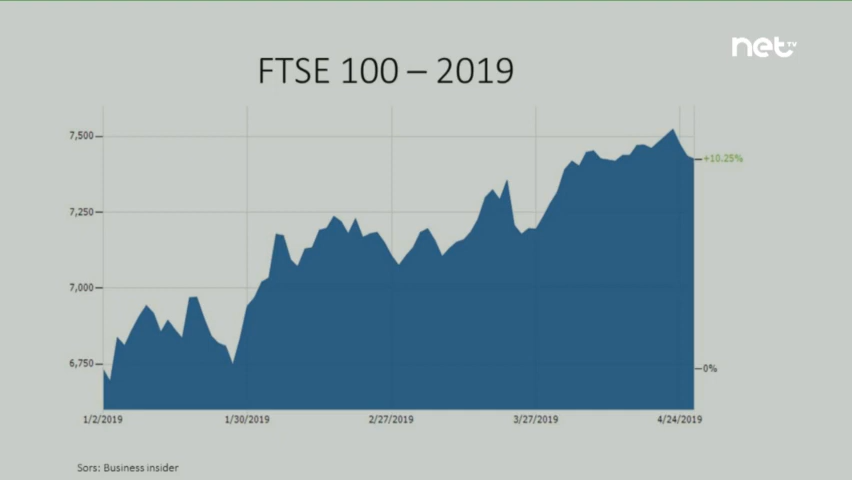 net TV
FTSE 100 – 2019
7,500
+10.25%
7,250
7,000
6,750
0%
1/2/2019 1/30/2019 2/27/2019 3/27/2019 4/24/2019
Sors: Business insider